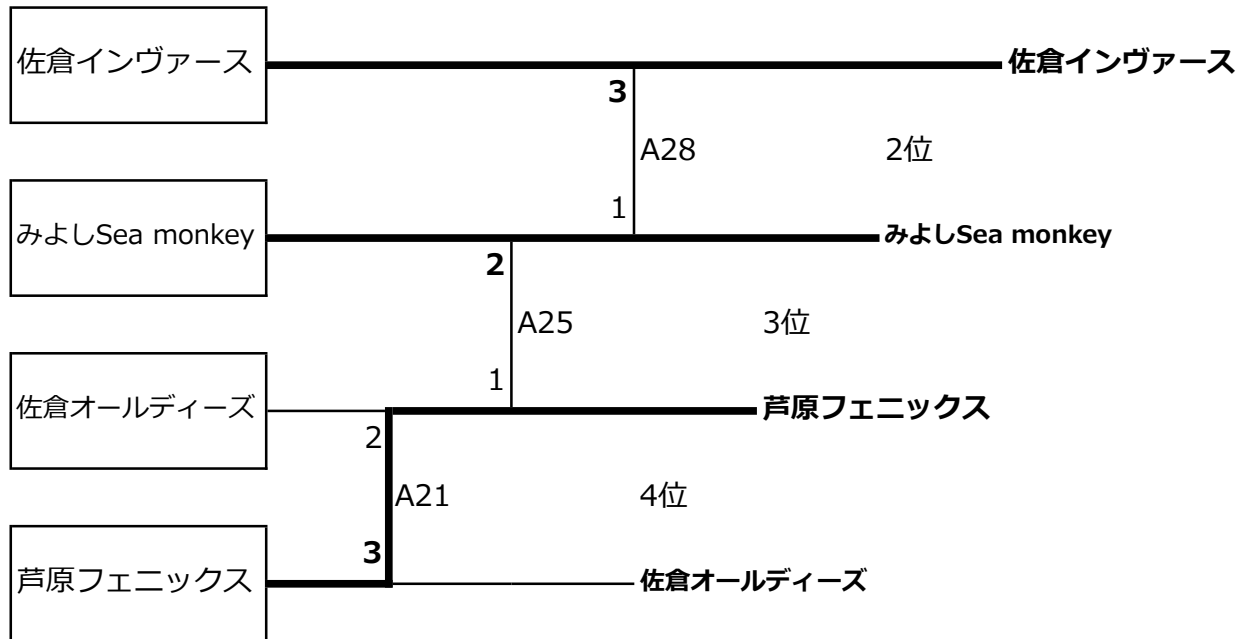 佐倉インヴァース
佐倉インヴァース
3
A28
2位
1
みよしSea monkey
みよしSea monkey
2
A25
3位
1
佐倉オールディーズ
芦原フェニックス
2
A21
4位
3
芦原フェニックス
佐倉オールディーズ